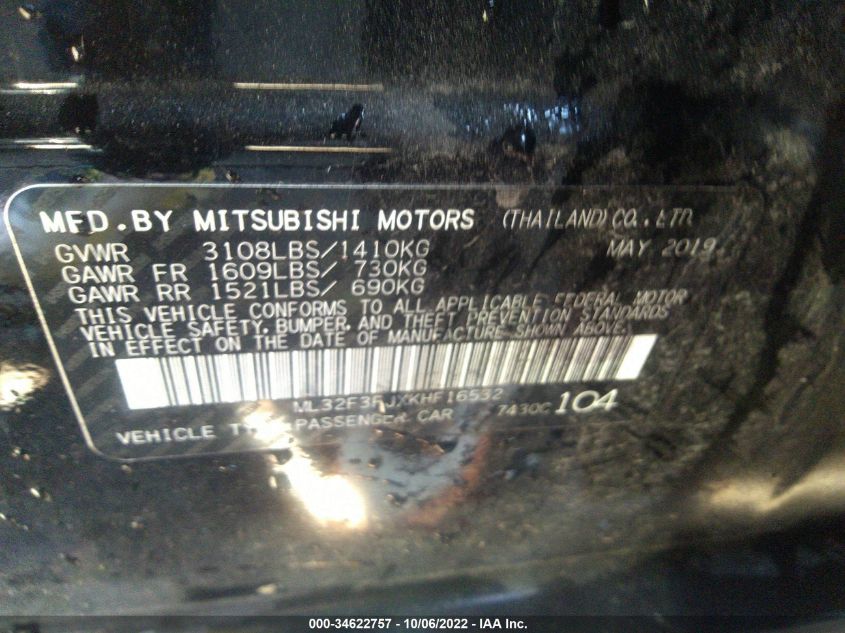 MFD.BY MITSUBISHI MOTORS (THAILAND) CO., LTD.
MAY 2019
GVWR 3108LBS/1410KG
GAWR FR 1609LBS/ 730KG
GAWR RR 1521LBS/ 690KG
THIS VEHICLE CONFORMS TO ALL APPLICABLE FEDERAL MOTOR
VEHICLE SAFETY, BUMPER, AND THEFT PREVENTION STANDARDS
IN EFFECT ON THE DATE OF MANUFACTURE SHOWN ABOVE.
ML32F3FJXKHF16532
VEHICLE TYPE:PASSENGER CAR 7430C 104
000-34622757 - 10/06/2022 - IAA Inc.